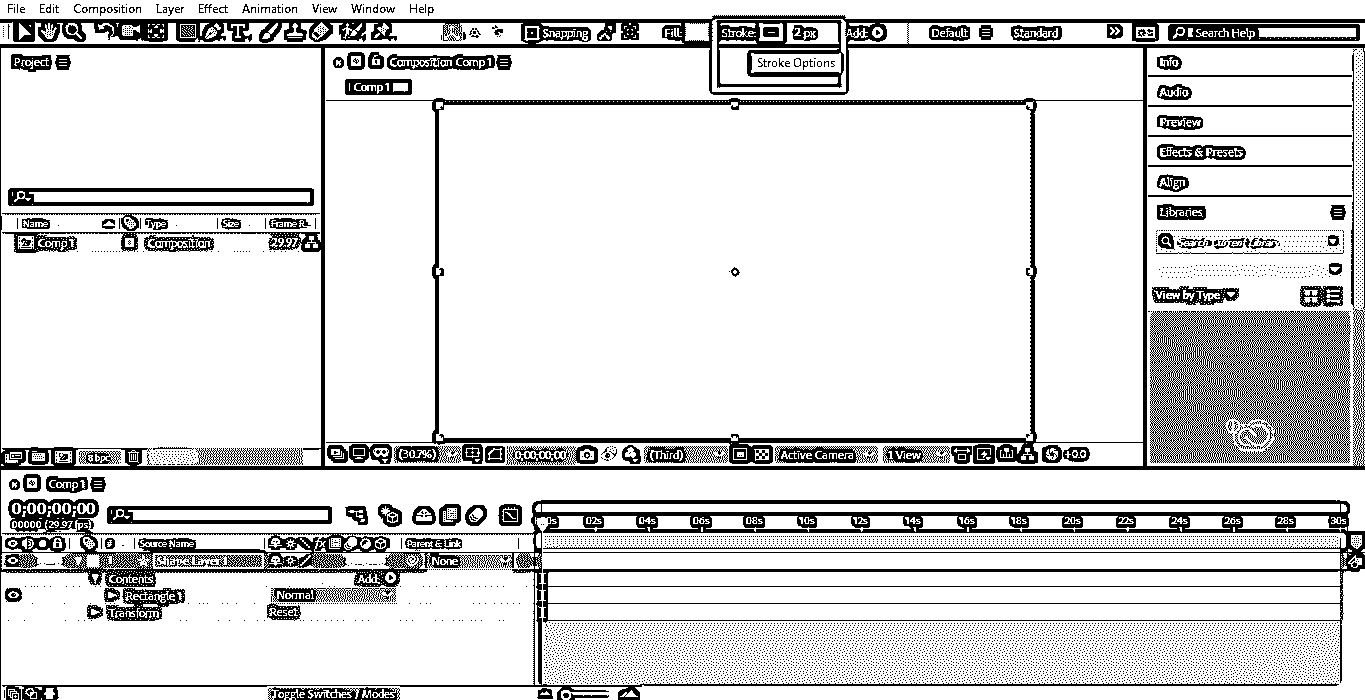 File Edit Composition Layer Effect Animation View Window Help
Snapping Fill: Stroke: 2 px Add: Default Standard Search Help
Stroke Options
Project
Composition Comp 1
Comp 1
Info
Audio
Preview
Effects & Presets
Align
Libraries
Search Current Library
View by Type
Name Type Size Frame R...
Comp 1 Composition 29.97
8 bpc
(30.7%) 0;00;00;00 (Third) Active Camera 1 View +0.0
Comp 1
0;00;00;00
00000 (29.97 fps)
0s 02s 04s 06s 08s 10s 12s 14s 16s 18s 20s 22s 24s 26s 28s 30s
# Source Name Parent & Link
Shape Layer 1 None
Contents Add:
Rectangle 1 Normal
Transform Reset
Toggle Switches / Modes